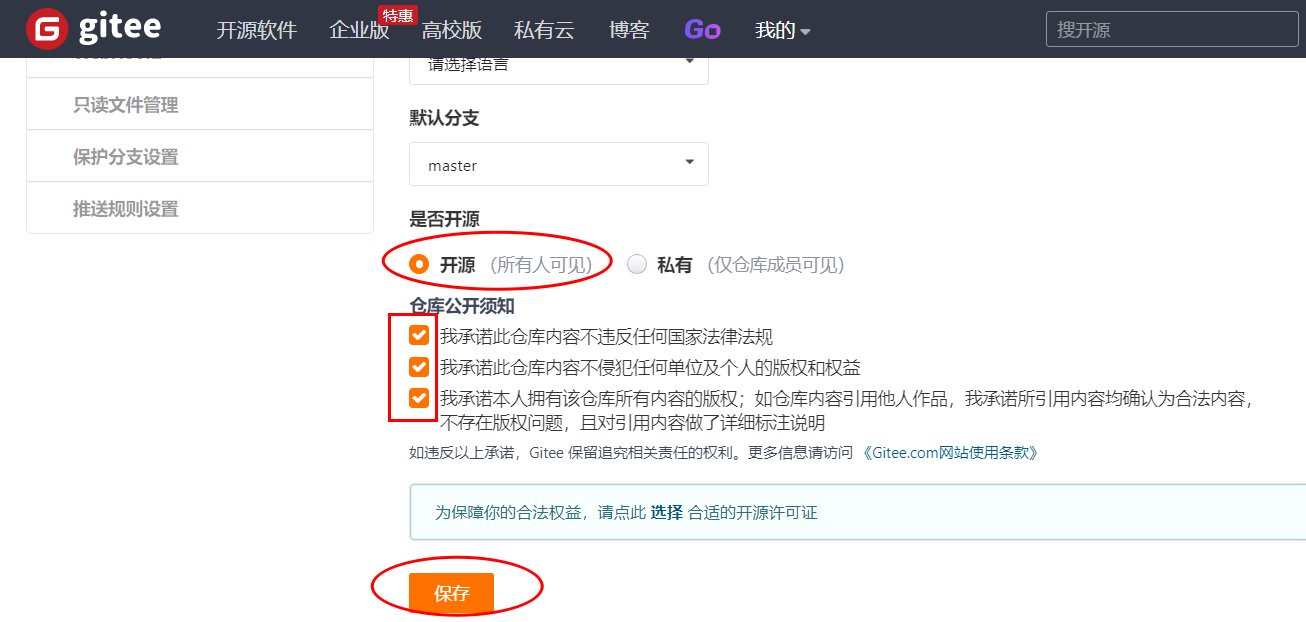 G gitee 开源软件 企业版 特惠 高校版 私有云 博客 Go 我的 搜开源
请选择语言
只读文件管理
默认分支
保护分支设置
master
推送规则设置
是否开源
开源 (所有人可见) 私有 (仅仓库成员可见)
仓库公开须知
我承诺此仓库内容不违反任何国家法律法规
我承诺此仓库内容不侵犯任何单位及个人的版权和权益
我承诺本人拥有该仓库所有内容的版权；如仓库内容引用他人作品，我承诺所引用内容均确认为合法内容，
不存在版权问题，且对引用内容做了详细标注说明
如违反以上承诺，Gitee 保留追究相关责任的权利。更多信息请访问 《Gitee.com网站使用条款》
为保障你的合法权益，请点此 选择 合适的开源许可证
保存